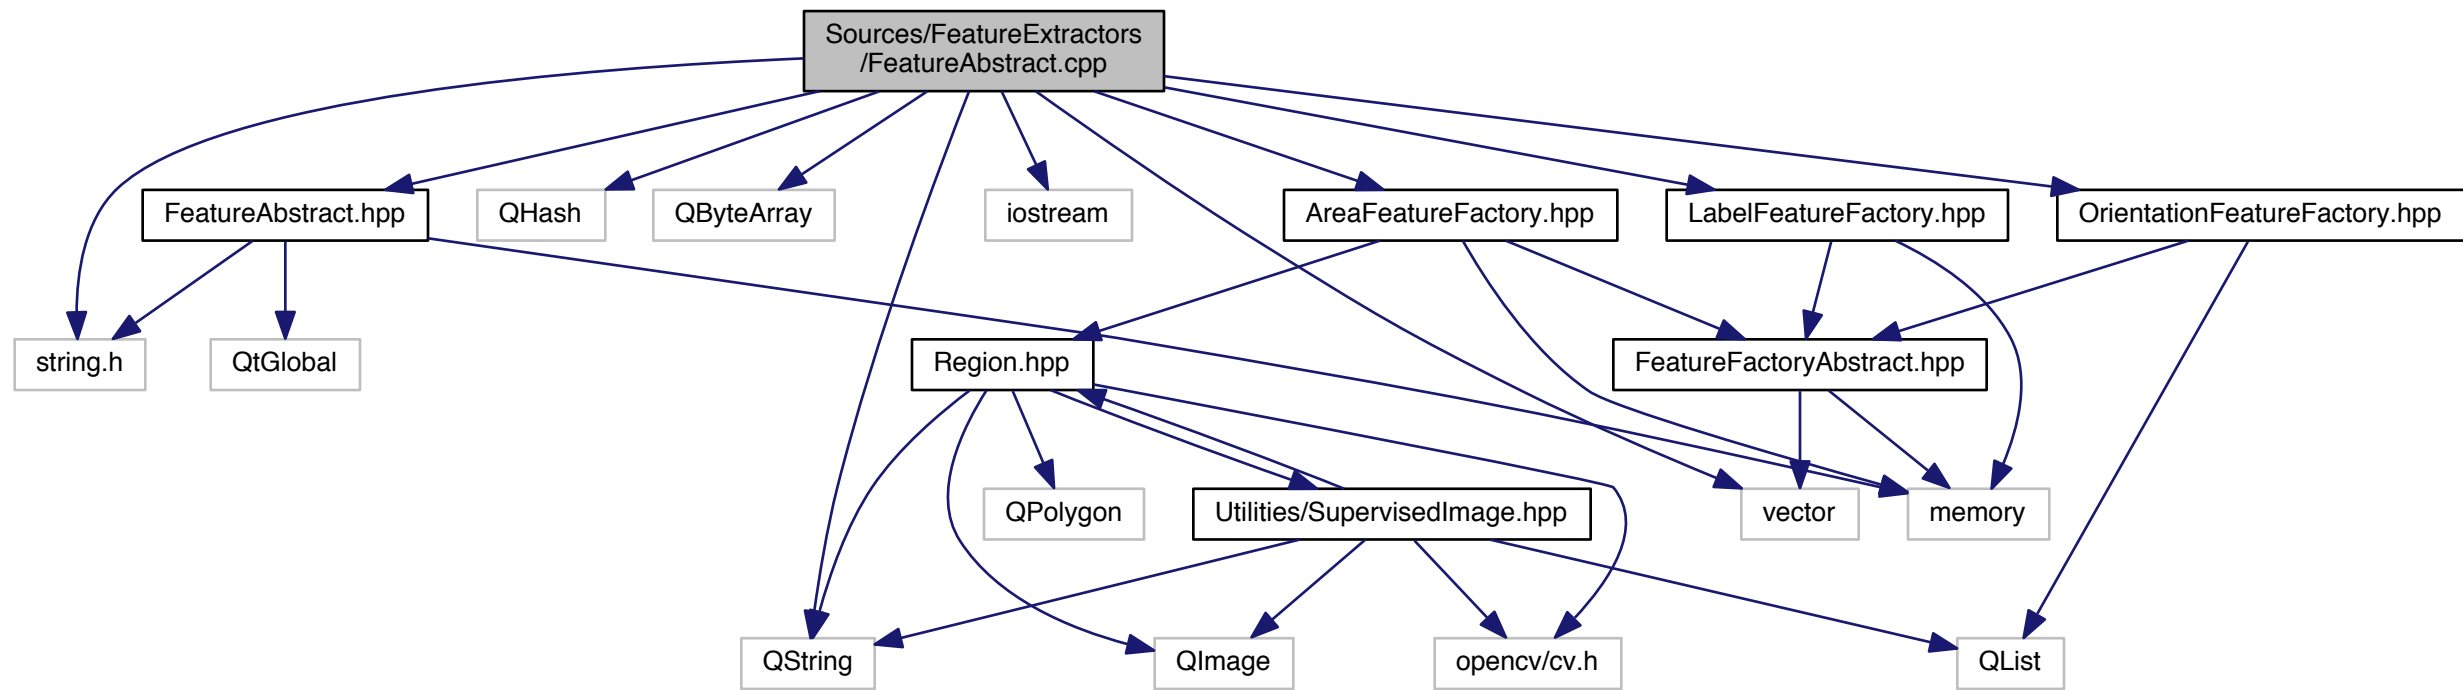 Sources/FeatureExtractors
/FeatureAbstract.cpp
FeatureAbstract.hpp
QHash
QByteArray
iostream
AreaFeatureFactory.hpp
LabelFeatureFactory.hpp
OrientationFeatureFactory.hpp
string.h
QtGlobal
Region.hpp
FeatureFactoryAbstract.hpp
QPolygon
Utilities/SupervisedImage.hpp
vector
memory
QString
QImage
opencv/cv.h
QList